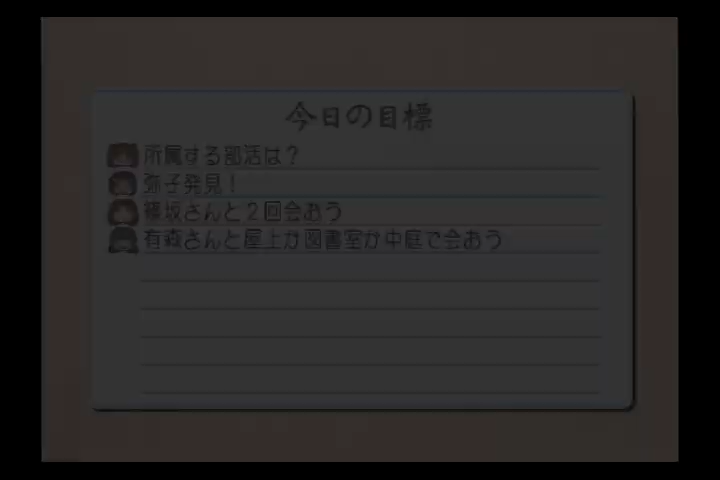 今日の目標
所属する部活は？
弥子発見！
篠坂さんと２回会おう
有森さんと屋上か図書室か中庭で会おう